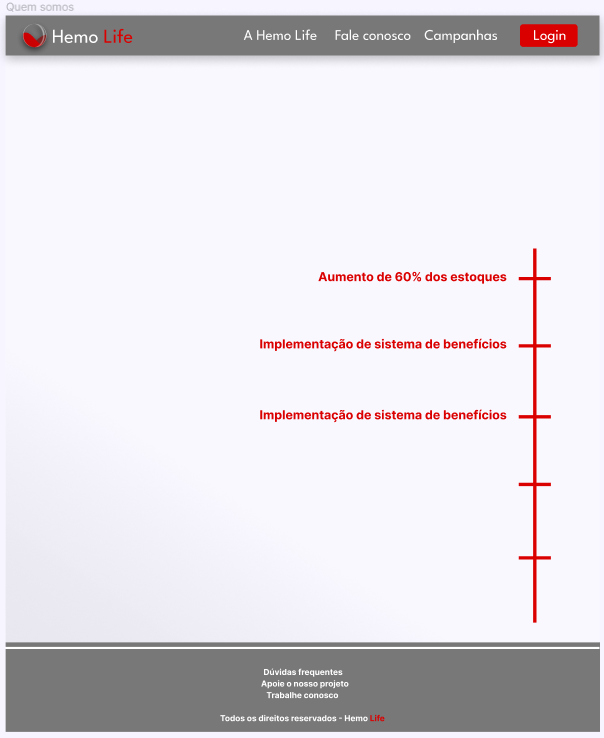 Quem somos
Hemo Life
A Hemo Life Fale conosco Campanhas Login
Aumento de 60% dos estoques
Implementação de sistema de benefícios
Implementação de sistema de benefícios
Dúvidas frequentes
Apoie o nosso projeto
Trabalhe conosco
Todos os direitos reservados - Hemo Life